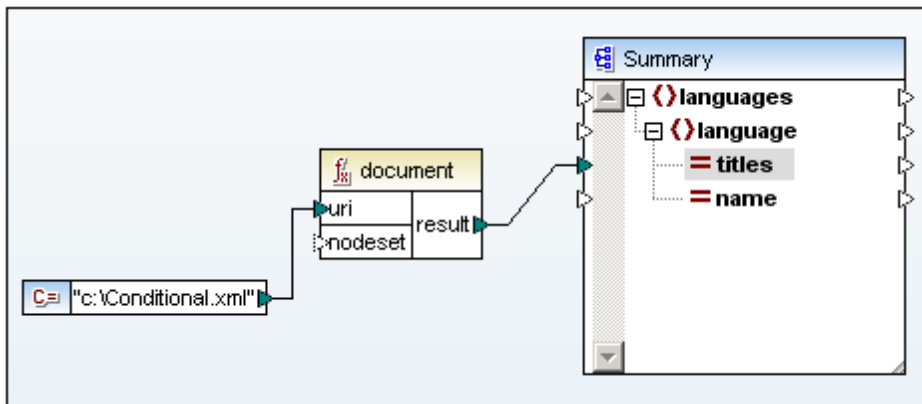 Summary
languages
language
titles
name
document
uri
nodeset
result
C= "c:\Conditional.xml"